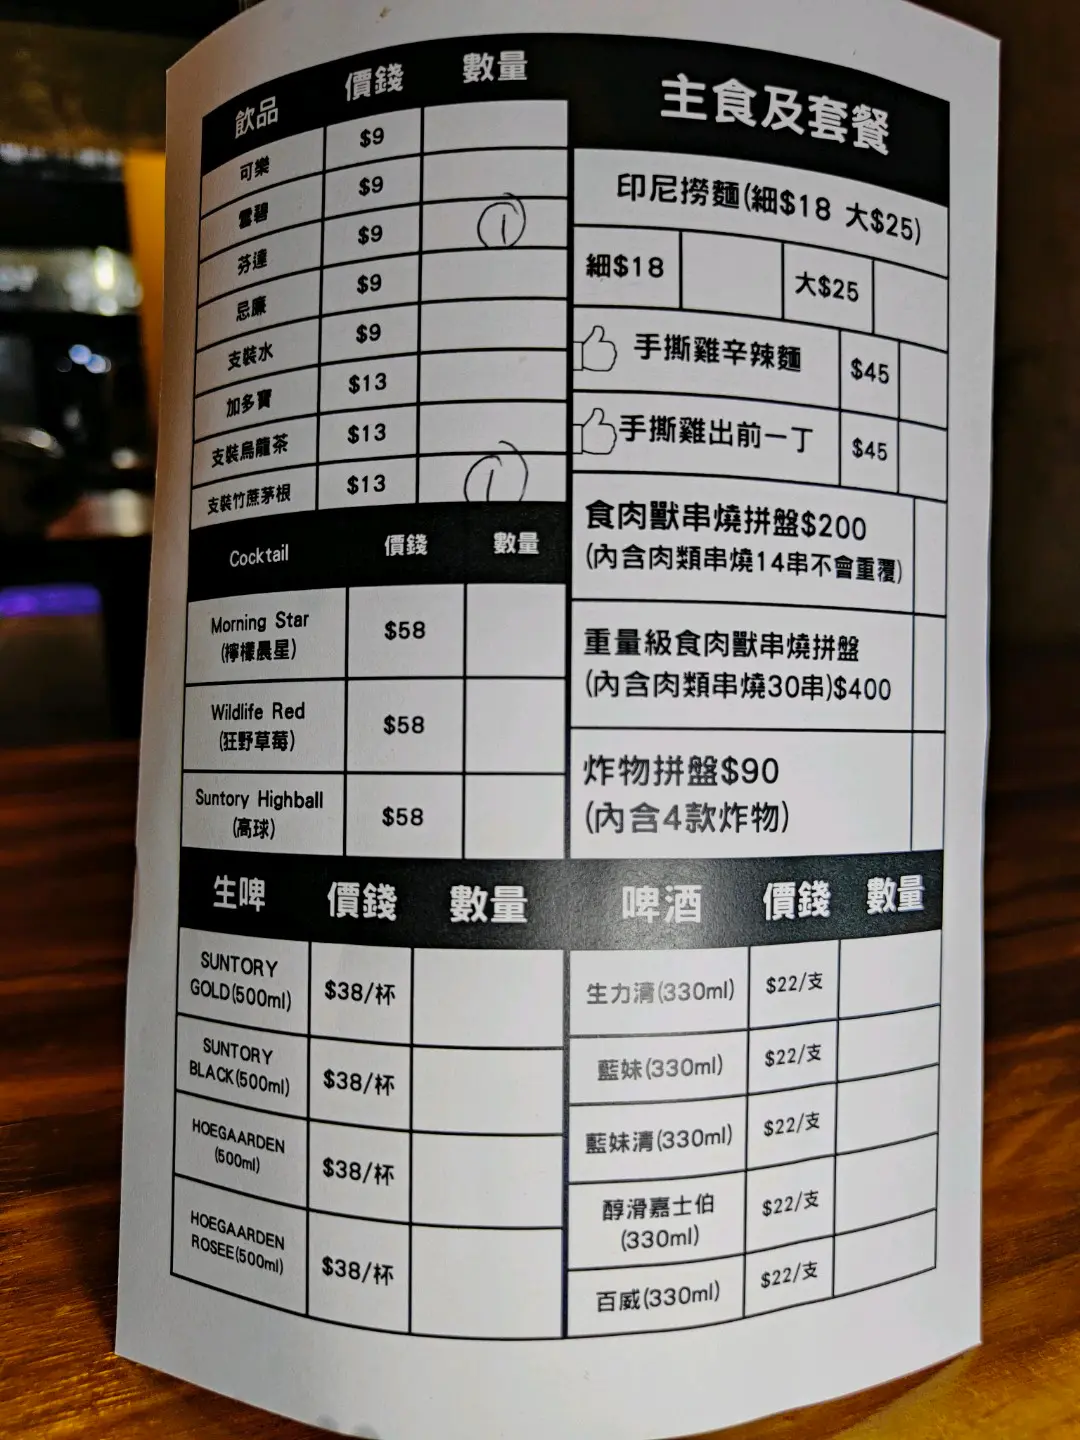 飲品 價錢 數量
可樂 $9
雪碧 $9
芬達 $9 1
忌廉 $9
支裝水 $9
加多寶 $13
支裝烏龍茶 $13
支裝竹蔗茅根 $13 1
Cocktail 價錢 數量
Morning Star
(檸檬晨星)
$58
Wildlife Red
(狂野草莓)
$58
Suntory Highball
(高球)
$58
主食及套餐
印尼撈麵(細$18 大$25)
細$18 大$25
手撕雞辛辣麵 $45
手撕雞出前一丁 $45
食肉獸串燒拼盤$200
(內含肉類串燒14串不會重覆)
重量級食肉獸串燒拼盤
(內含肉類串燒30串)$400
炸物拼盤$90
(內含4款炸物)
生啤 價錢 數量
SUNTORY
GOLD(500ml)
$38/杯
SUNTORY
BLACK(500ml)
$38/杯
HOEGAARDEN
(500ml)
$38/杯
HOEGAARDEN
ROSEE(500ml)
$38/杯
啤酒 價錢 數量
生力清(330ml) $22/支
藍妹(330ml) $22/支
藍妹清(330ml) $22/支
醇滑嘉士伯
(330ml)
$22/支
百威(330ml) $22/支